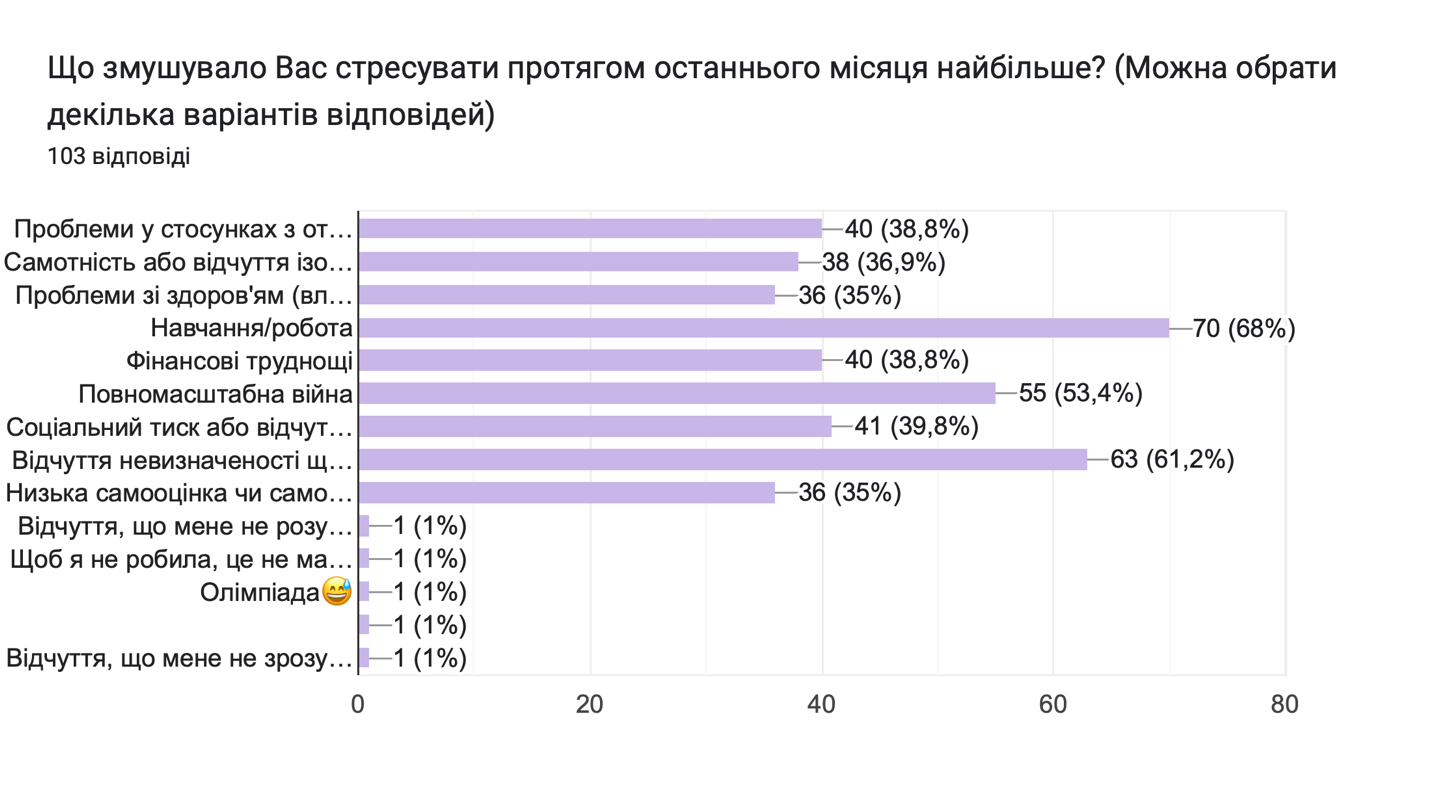 Що змушувало Вас стресувати протягом останнього місяця найбільше? (Можна обрати
декілька варіантів відповідей)
103 відповіді
Проблеми у стосунках з от… 40 (38,8%)
Самотність або відчуття ізо… 38 (36,9%)
Проблеми зі здоров'ям (вл… 36 (35%)
Навчання/робота 70 (68%)
Фінансові труднощі 40 (38,8%)
Повномасштабна війна 55 (53,4%)
Соціальний тиск або відчут… 41 (39,8%)
Відчуття невизначеності щ… 63 (61,2%)
Низька самооцінка чи само… 36 (35%)
Відчуття, що мене не розу… 1 (1%)
Щоб я не робила, це не ма… 1 (1%)
Олімпіада😅 1 (1%)
1 (1%)
Відчуття, що мене не зрозу… 1 (1%)
0 20 40 60 80